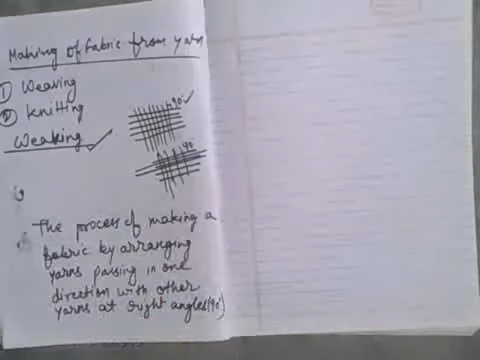 Making of fabric from yarn
① Weaving
② Knitting
Weaking
90°
90°
The process of making a
fabric by arranging
yarns passing in one
direction with other
yarns at right angles (90°)